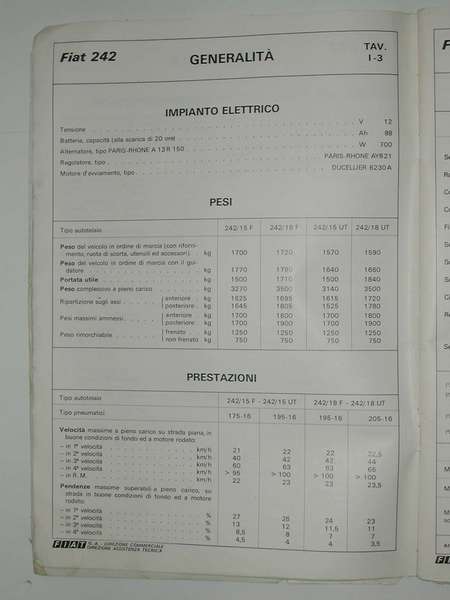 Fiat 242
GENERALITÀ
TAV.
I-3
IMPIANTO ELETTRICO
Tensione V 12
Batteria, capacità (alla scarica di 20 ore) Ah 88
Alternatore, tipo PARIS-RHONE A 13 R 150 W 700
Regolatore, tipo PARIS-RHONE AYB21
Motore d'avviamento, tipo DUCELLIER 6230 A
PESI
Tipo autotelaio 242/15 F 242/18 F 242/15 UT 242/18 UT
Peso del veicolo in ordine di marcia (con rifornimento, ruota di scorta, utensili ed accessori) kg 1700 1720 1570 1590
Peso del veicolo in ordine di marcia con il guidatore kg 1770 1790 1640 1660
Portata utile kg 1500 1710 1500 1840
Peso complessivo a pieno carico kg 3270 3500 3140 3500
Ripartizione sugli assi anteriore kg 1625 1695 1615 1720
posteriore kg 1645 1805 1525 1780
Pesi massimi ammessi anteriore kg 1700 1800 1700 1800
posteriore kg 1700 1900 1700 1900
Peso rimorchiabile frenato kg 1250 1250 1250 1250
non frenato kg 750 750 750 750
PRESTAZIONI
Tipo autotelaio 242/15 F - 242/15 UT 242/18 F - 242/18 UT
Tipo pneumatici 175-16 195-16 195-16 205-16
Velocità massime a pieno carico su strada piana, in
buone condizioni di fondo ed a motore rodato:
– in 1ª velocità km/h 21 22 22 22,5
– in 2ª velocità km/h 40 42 42 44
– in 3ª velocità km/h 60 63 63 66
– in 4ª velocità km/h > 95 > 100 > 100 > 100
– in R.M. km/h 22 23 23 23,5
Pendenze massime superabili a pieno carico, su
strada in buone condizioni di fondo ed a motore
rodato:
– in 1ª velocità % 27 26 24 23
– in 2ª velocità % 13 12 11,5 11
– in 3ª velocità % 8,5 8 7 7
– in 4ª velocità % 4,5 4 4 3,5
FIAT S.p.A. - DIREZIONE COMMERCIALE
DIREZIONE ASSISTENZA TECNICA